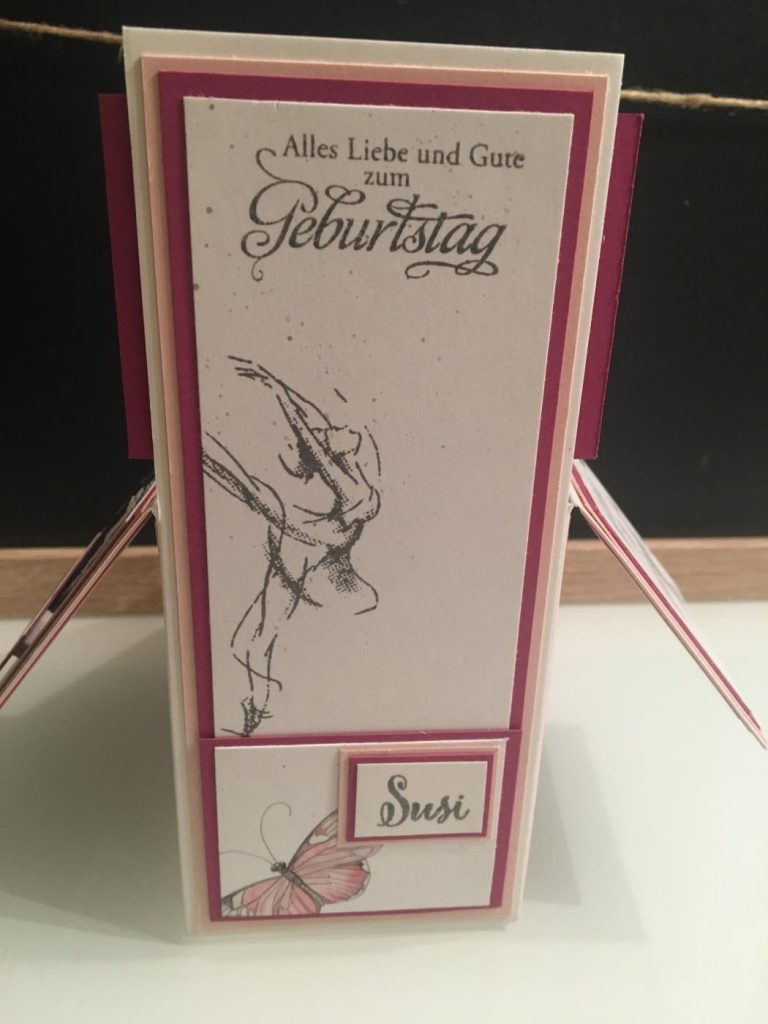 Alles Liebe und Gute
zum
Geburtstag
Susi